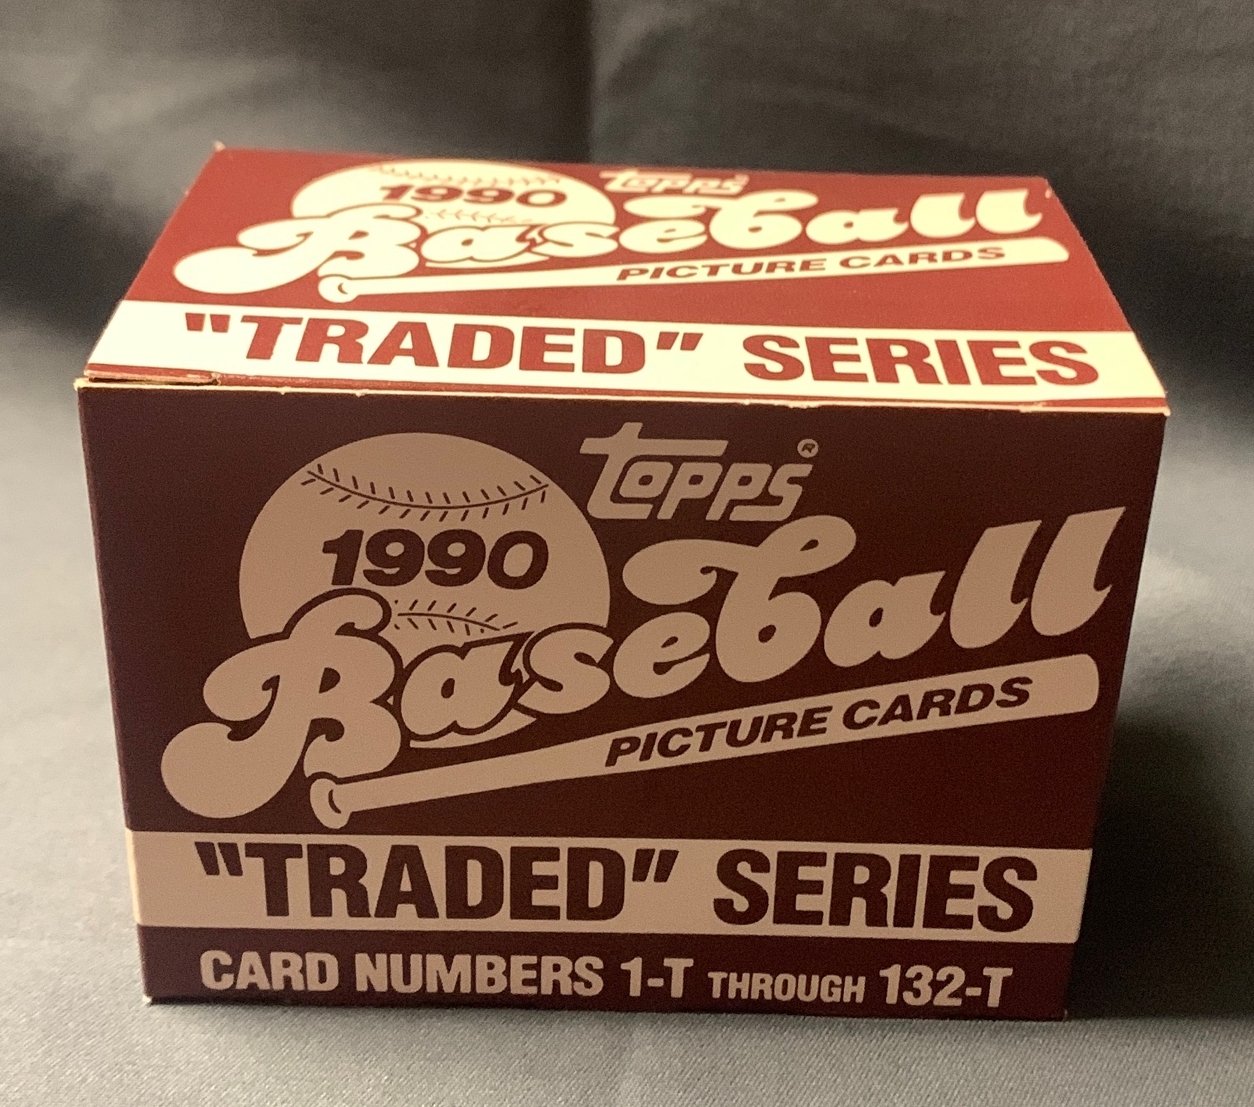 1990 topps
Baseball
PICTURE CARDS
"TRADED" SERIES
topps®
1990
Baseball
PICTURE CARDS
"TRADED" SERIES
CARD NUMBERS 1-T THROUGH 132-T